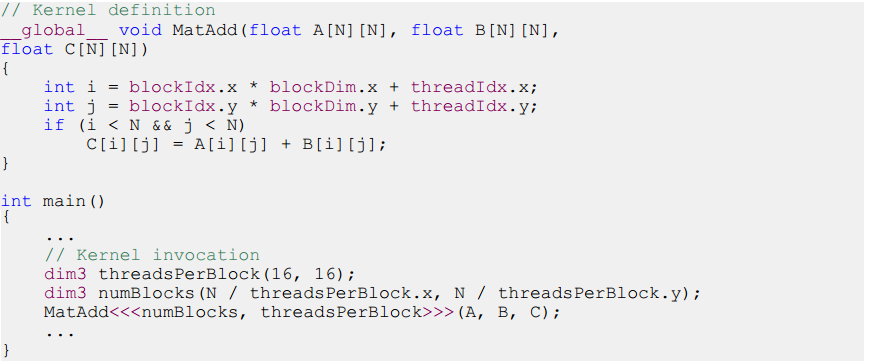 // Kernel definition
__global__ void MatAdd(float A[N][N], float B[N][N],
float C[N][N])
{
    int i = blockIdx.x * blockDim.x + threadIdx.x;
    int j = blockIdx.y * blockDim.y + threadIdx.y;
    if (i < N && j < N)
        C[i][j] = A[i][j] + B[i][j];
}

int main()
{
    ...
    // Kernel invocation
    dim3 threadsPerBlock(16, 16);
    dim3 numBlocks(N / threadsPerBlock.x, N / threadsPerBlock.y);
    MatAdd<<<numBlocks, threadsPerBlock>>>(A, B, C);
    ...
}